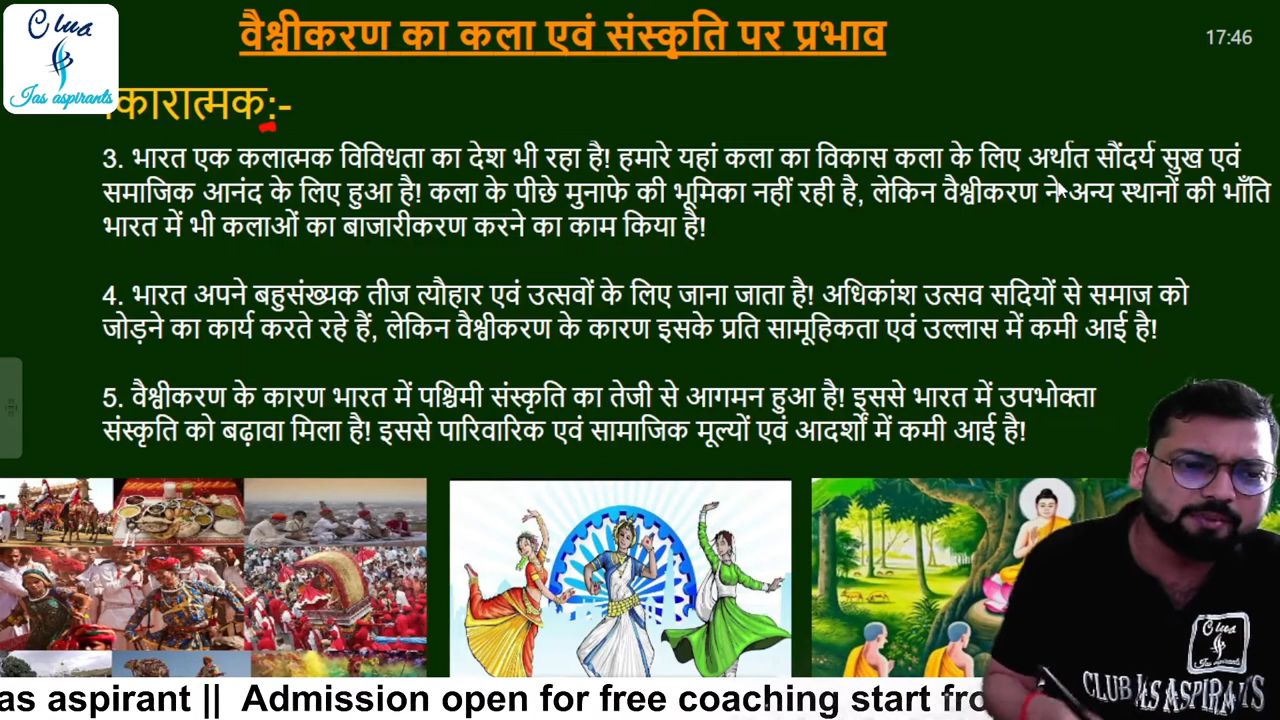 Clua
Ias aspirants
वैश्वीकरण का कला एवं संस्कृति पर प्रभाव
17:46
कारात्मक:-
3. भारत एक कलात्मक विविधता का देश भी रहा है! हमारे यहां कला का विकास कला के लिए अर्थात सौंदर्य सुख एवं
समाजिक आनंद के लिए हुआ है! कला के पीछे मुनाफे की भूमिका नहीं रही है, लेकिन वैश्वीकरण ने अन्य स्थानों की भाँति
भारत में भी कलाओं का बाजारीकरण करने का काम किया है!
4. भारत अपने बहुसंख्यक तीज त्यौहार एवं उत्सवों के लिए जाना जाता है! अधिकांश उत्सव सदियों से समाज को
जोड़ने का कार्य करते रहे हैं, लेकिन वैश्वीकरण के कारण इसके प्रति सामूहिकता एवं उल्लास में कमी आई है!
5. वैश्वीकरण के कारण भारत में पश्चिमी संस्कृति का तेजी से आगमन हुआ है! इससे भारत में उपभोक्ता
संस्कृति को बढ़ावा मिला है! इससे पारिवारिक एवं सामाजिक मूल्यों एवं आदर्शों में कमी आई है!
Clua
Ias aspirants
CLUB IAS ASPIRANTS
as aspirant || Admission open for free coaching start fro